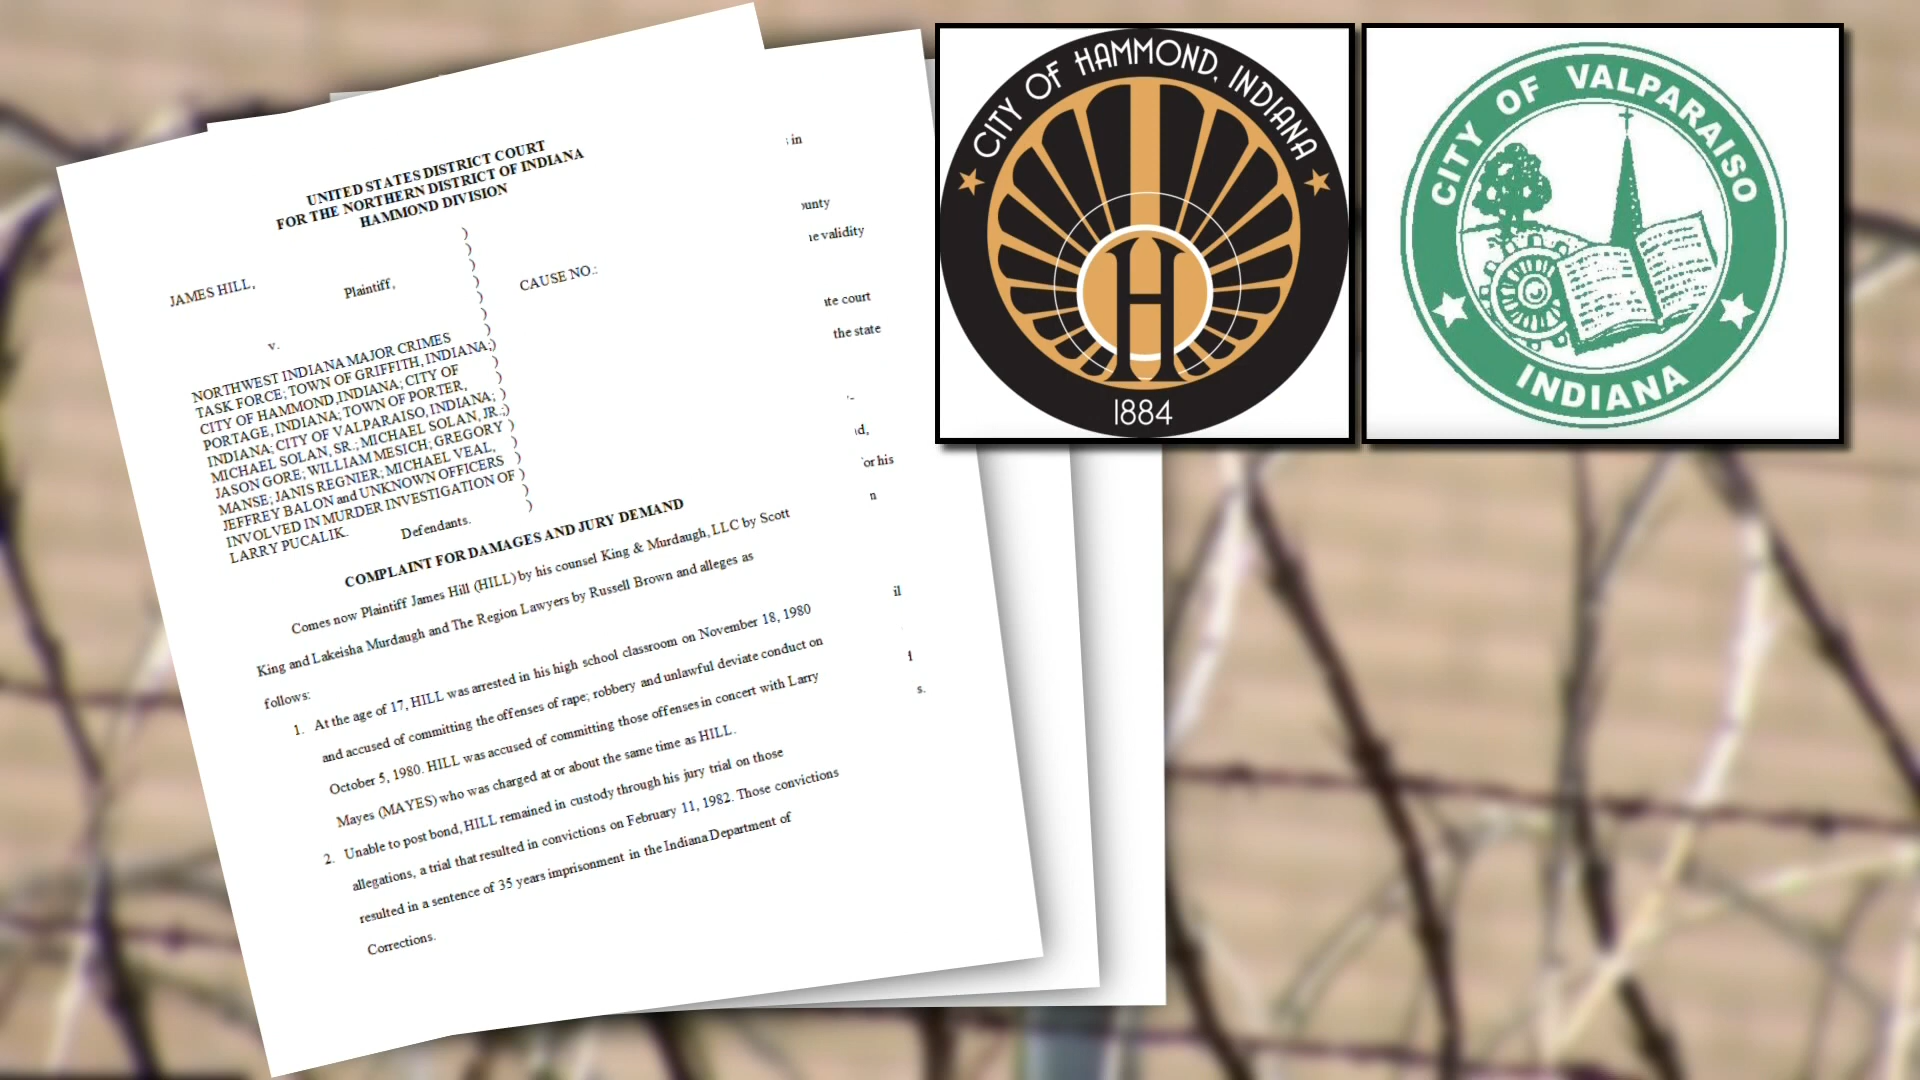 UNITED STATES DISTRICT COURT
FOR THE NORTHERN DISTRICT OF INDIANA
HAMMOND DIVISION
JAMES HILL,
Plaintiff,
CAUSE NO.:
v.
NORTHWEST INDIANA MAJOR CRIMES )
TASK FORCE; TOWN OF GRIFFITH, INDIANA;)
CITY OF HAMMOND,INDIANA; CITY OF )
PORTAGE, INDIANA; TOWN OF PORTER, )
INDIANA; CITY OF VALPARAISO, INDIANA; )
MICHAEL SOLAN, SR.; MICHAEL SOLAN, JR.;)
JASON GORE; WILLIAM MESICH; GREGORY )
MANSE; JANIS REGNIER; MICHAEL VEAL, )
JEFFREY BALON and UNKNOWN OFFICERS )
INVOLVED IN MURDER INVESTIGATION OF )
LARRY PUCALIK. )
Defendants. )
COMPLAINT FOR DAMAGES AND JURY DEMAND
Comes now Plaintiff James Hill (HILL) by his counsel King & Murdaugh, LLC by Scott
King and Lakeisha Murdaugh and The Region Lawyers by Russell Brown and alleges as
follows:
1. At the age of 17, HILL was arrested in his high school classroom on November 18, 1980
and accused of committing the offenses of rape; robbery and unlawful deviate conduct on
October 5, 1980. HILL was accused of committing those offenses in concert with Larry
Mayes (MAYES) who was charged at or about the same time as HILL.
2. Unable to post bond, HILL remained in custody through his jury trial on those
allegations, a trial that resulted in convictions on February 11, 1982. Those convictions
resulted in a sentence of 35 years imprisonment in the Indiana Department of
Corrections.
in
validity
court
the state
his
CITY OF HAMMOND, INDIANA
H
1884
CITY OF VALPARAISO
INDIANA